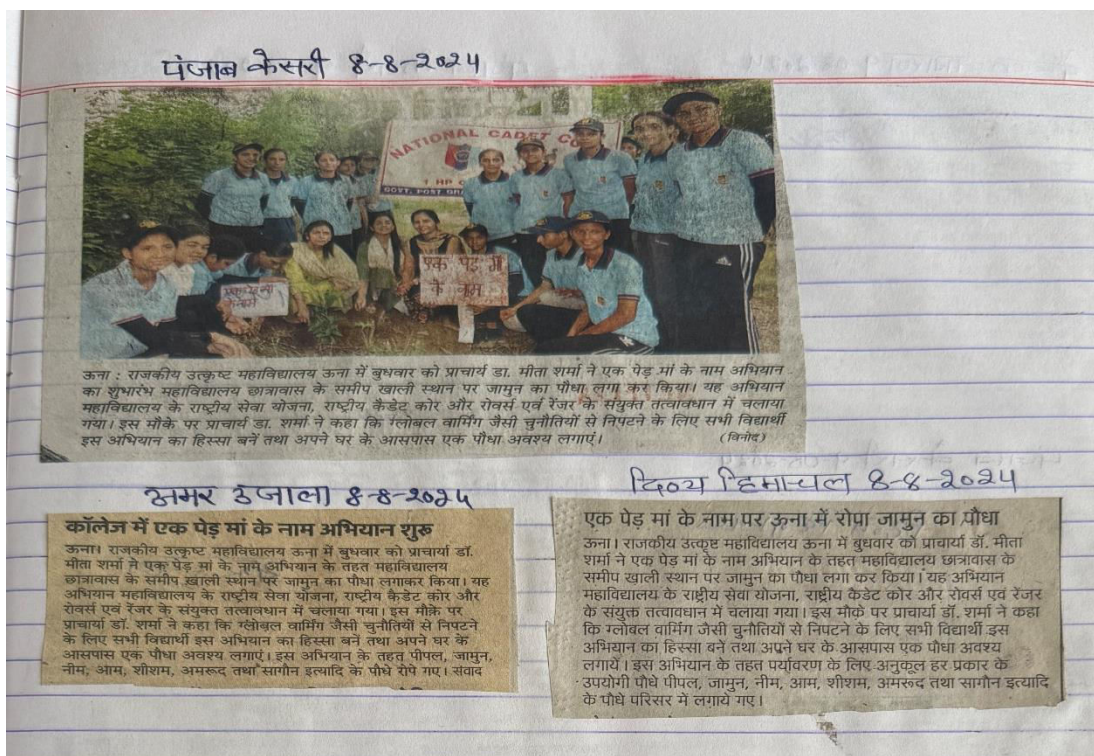 पंजाब केसरी 8-8-2024
NATIONAL CADET CO
1 HP
GOVT. POST GRA
एक पेड़ माँ
के नाम
ऊना : राजकीय उत्कृष्ट महाविद्यालय ऊना में बुधवार को प्राचार्य डा. मीता शर्मा ने एक पेड़ मां के नाम अभियान
का शुभारंभ महाविद्यालय छात्रावास के समीप खाली स्थान पर जामुन का पौधा लगा कर किया। यह अभियान
महाविद्यालय के राष्ट्रीय सेवा योजना, राष्ट्रीय कैडेट कोर और रोवर्स एवं रेंजर के संयुक्त तत्वावधान में चलाया
गया। इस मौके पर प्राचार्य डा. शर्मा ने कहा कि ग्लोबल वार्मिंग जैसी चुनौतियों से निपटने के लिए सभी विद्यार्थी
इस अभियान का हिस्सा बनें तथा अपने घर के आसपास एक पौधा अवश्य लगाएं। (विनोद)
अमर उजाला 8-8-2024
कॉलेज में एक पेड़ मां के नाम अभियान शुरू
ऊना। राजकीय उत्कृष्ट महाविद्यालय ऊना में बुधवार को प्राचार्या डॉ.
मीता शर्मा ने एक पेड़ मां के नाम अभियान के तहत महाविद्यालय
छात्रावास के समीप खाली स्थान पर जामुन का पौधा लगाकर किया। यह
अभियान महाविद्यालय के राष्ट्रीय सेवा योजना, राष्टीय कैडेट कोर और
रोवर्स एवं रेंजर के संयुक्त तत्वावधान में चलाया गया। इस मौके पर
प्राचार्या डॉ. शर्मा ने कहा कि ग्लोबल वार्मिंग जैसी चुनौतियों से निपटने
के लिए सभी विद्यार्थी इस अभियान का हिस्सा बनें तथा अपने घर के
आसपास एक पौधा अवश्य लगाएं। इस अभियान के तहत पीपल, जामुन,
नीम, आम, शीशम, अमरूद तथा सागौन इत्यादि के पौधे रोपे गए। संवाद
दिव्य हिमाचल 8-8-2024
एक पेड़ मां के नाम पर ऊना में रोपा जामुन का पौधा
ऊना। राजकीय उत्कृष्ट महाविद्यालय ऊना में बुधवार को प्राचार्या डॉ. मीता
शर्मा ने एक पेड़ मां के नाम अभियान के तहत महाविद्यालय छात्रावास के
समीप खाली स्थान पर जामुन का पौधा लगा कर किया। यह अभियान
महाविद्यालय के राष्ट्रीय सेवा योजना, राष्ट्रीय कैडेट कोर और रोवर्स एवं रेंजर
के संयुक्त तत्वावधान में चलाया गया। इस मौके पर प्राचार्या डॉ. शर्मा ने कहा
कि ग्लोबल वार्मिंग जैसी चुनौतियों से निपटने के लिए सभी विद्यार्थी इस
अभियान का हिस्सा बनें तथा अपने घर के आसपास एक पौधा अवश्य
लगायें। इस अभियान के तहत पर्यावरण के लिए अनुकूल हर प्रकार के
उपयोगी पौधे पीपल, जामुन, नीम, आम, शीशम, अमरूद तथा सागौन इत्यादि
के पौधे परिसर में लगाये गए।